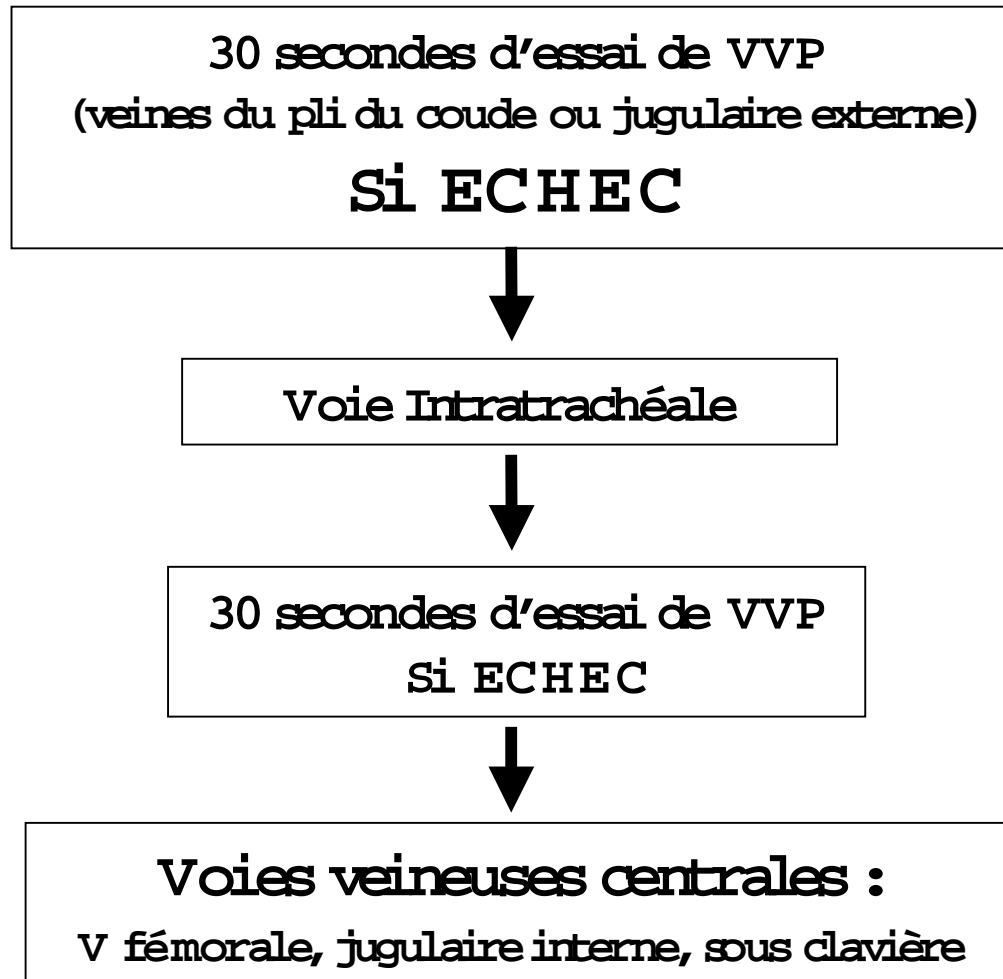 30 secondes d'essai de VVP
(veines du pli du coude ou jugulaire externe)
Si ECHEC
Voie Intratrachéale
30 secondes d'essai de VVP
Si ECHEC
Voies veineuses centrales :
V fémorale, jugulaire interne, sous clavière